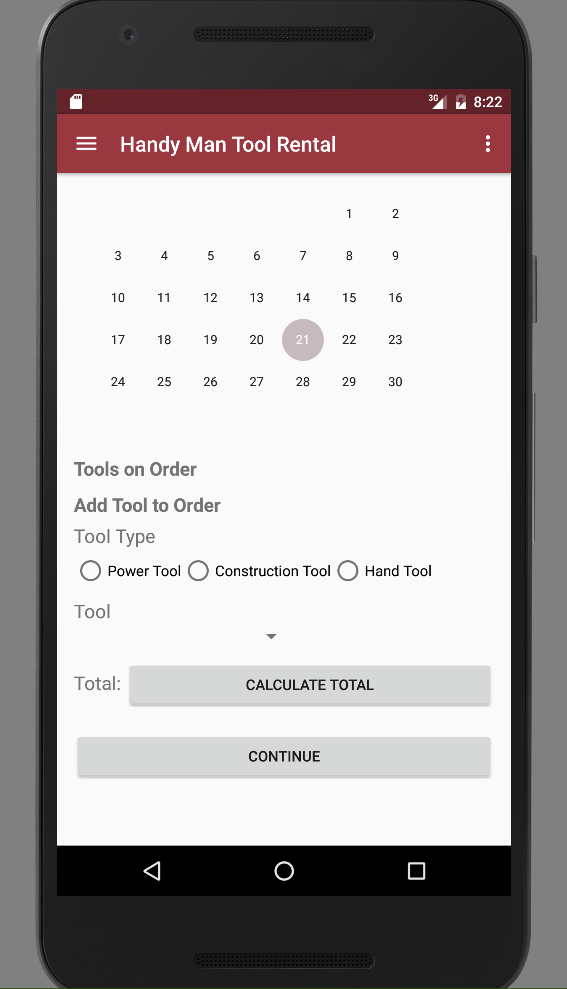 3G 8:22
Handy Man Tool Rental
1 2
3 4 5 6 7 8 9
10 11 12 13 14 15 16
17 18 19 20 21 22 23
24 25 26 27 28 29 30
Tools on Order
Add Tool to Order
Tool Type
Power Tool Construction Tool Hand Tool
Tool
Total: CALCULATE TOTAL
CONTINUE